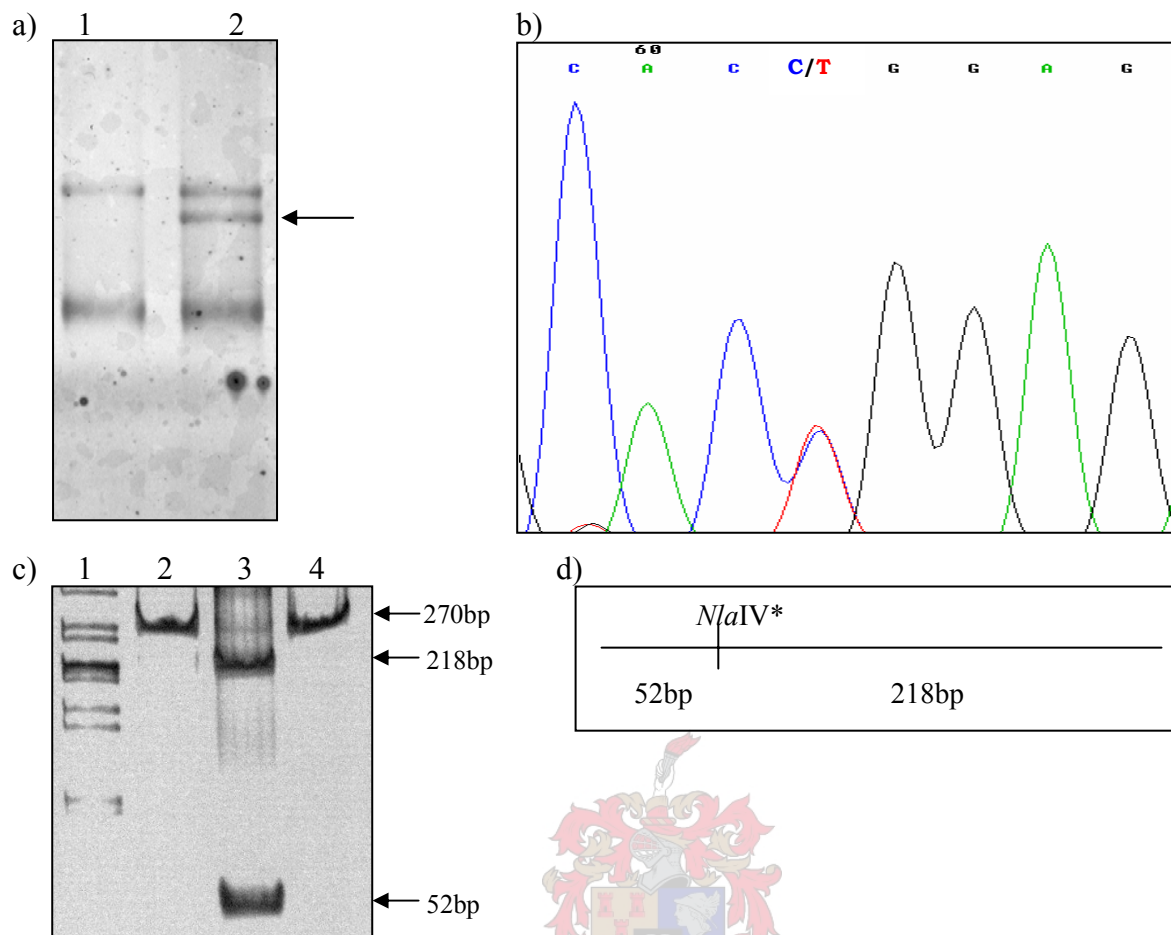 a)
1 2
b)
60
C A C C/T G G A G
c)
1 2 3 4
270bp
218bp
52bp
d)
NlaIV*
52bp 218bp